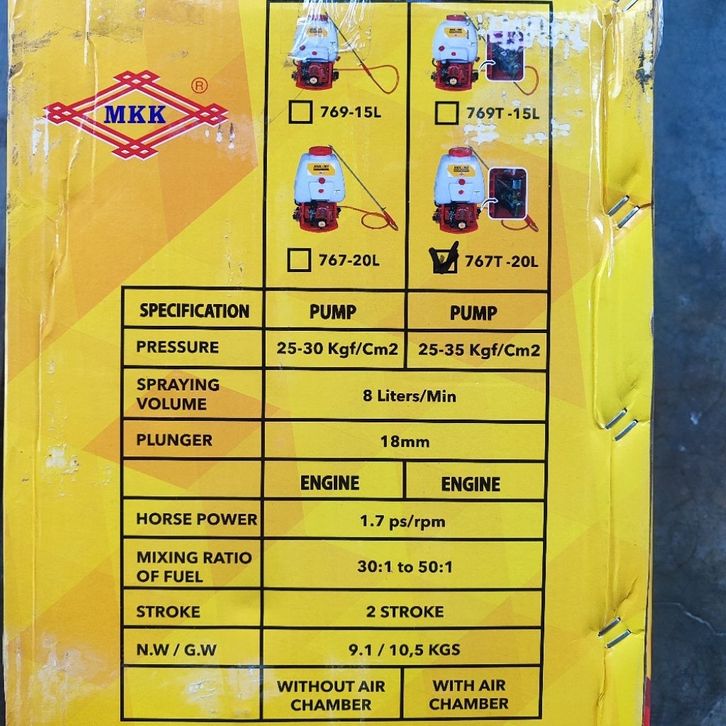 MKK ®
769-15L 769T -15L
767-20L 767T -20L
SPECIFICATION PUMP PUMP
PRESSURE 25-30 Kgf/Cm2 25-35 Kgf/Cm2
SPRAYING
VOLUME 8 Liters/Min
PLUNGER 18mm
ENGINE ENGINE
HORSE POWER 1.7 ps/rpm
MIXING RATIO
OF FUEL 30:1 to 50:1
STROKE 2 STROKE
N.W / G.W 9.1 / 10,5 KGS
WITHOUT AIR
CHAMBER
WITH AIR
CHAMBER